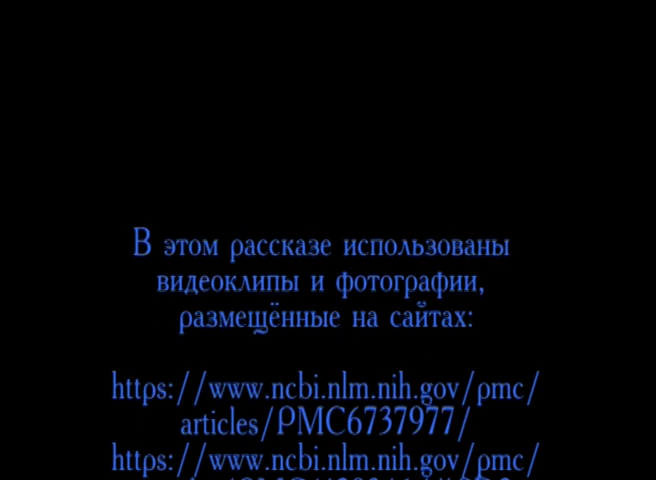 В этом рассказе использованы
видеоклипы и фотографии,
размещённые на сайтах:
https://www.ncbi.nlm.nih.gov/pmc/
articles/PMC6737977/
https://www.ncbi.nlm.nih.gov/pmc/